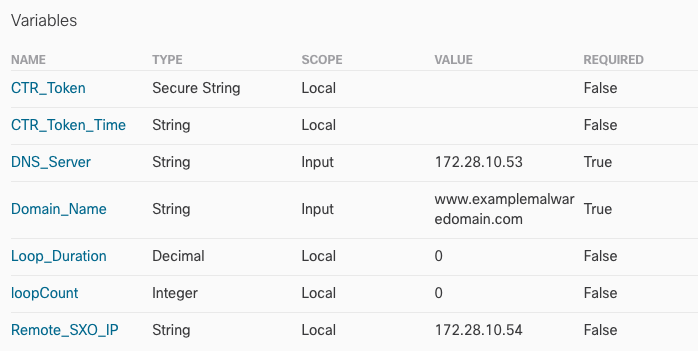 Variables
NAME TYPE SCOPE VALUE REQUIRED
CTR_Token Secure String Local False
CTR_Token_Time String Local False
DNS_Server String Input 172.28.10.53 True
Domain_Name String Input www.examplemalwar True
edomain.com
Loop_Duration Decimal Local 0 False
loopCount Integer Local 0 False
Remote_SXO_IP String Local 172.28.10.54 False